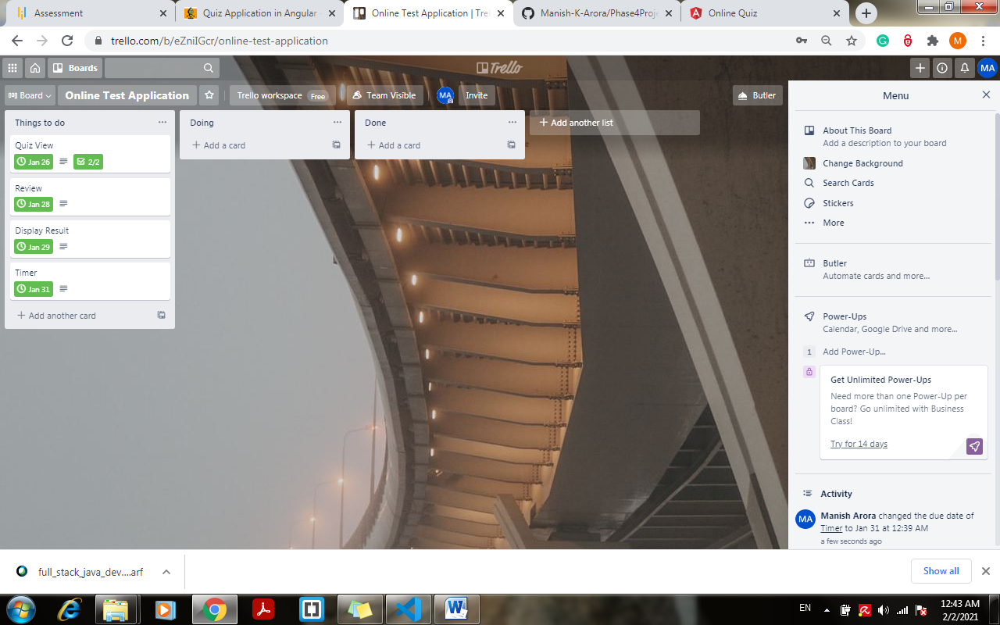 Assessment
Quiz Application in Angular
Online Test Application | Trel
Manish-K-Arora/Phase4Proje
Online Quiz
trello.com/b/eZniIGcr/online-test-application
M
Boards
Trello
MA
Board
Online Test Application
Trello workspace Free
Team Visible
MA
Invite
Butler
Things to do
Quiz View
Jan 26
2/2
Review
Jan 28
Display Result
Jan 29
Timer
Jan 31
+ Add another card
Doing
+ Add a card
Done
+ Add a card
+ Add another list
Menu
About This Board
Add a description to your board
Change Background
Search Cards
Stickers
More
Butler
Automate cards and more...
Power-Ups
Calendar, Google Drive and more...
1 Add Power-Up...
Get Unlimited Power-Ups
Need more than one Power-Up per
board? Go unlimited with Business
Class!
Try for 14 days
Activity
MA
Manish Arora changed the due date of
Timer to Jan 31 at 12:39 AM
a few seconds ago
full_stack_java_dev....arf
Show all
EN
12:43 AM
2/2/2021